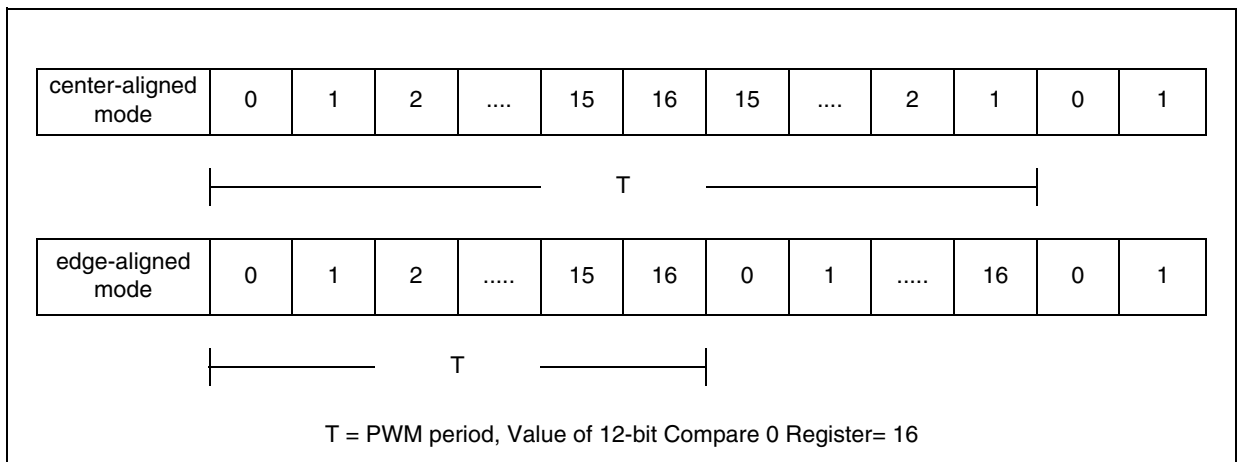 center-aligned mode 0 1 2 .... 15 16 15 .... 2 1 0 1
T
edge-aligned mode 0 1 2 ..... 15 16 0 1 ..... 16 0 1
T
T = PWM period, Value of 12-bit Compare 0 Register= 16